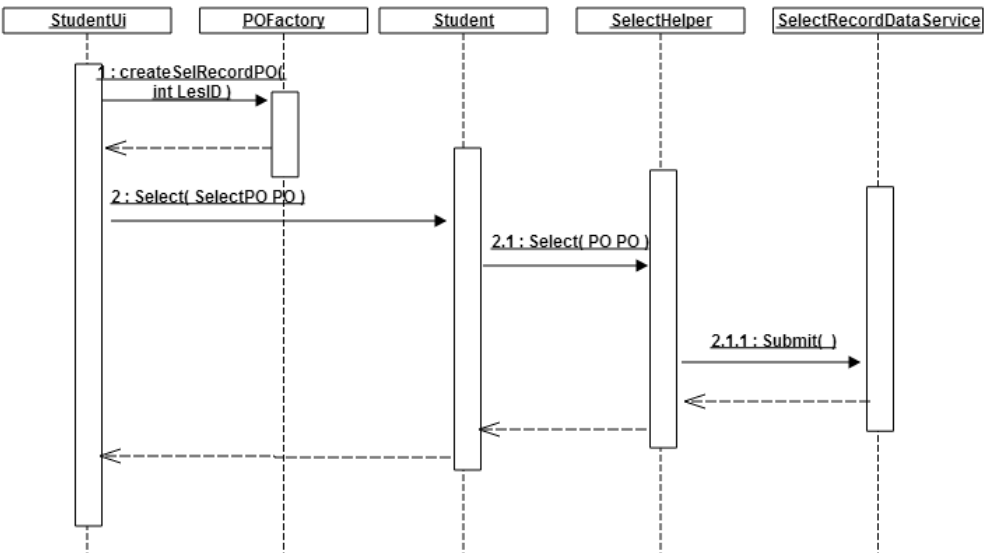 StudentUi
POFactory
Student
SelectHelper
SelectRecordDataService
1 : createSelRecordPO(
int LesID )
2 : Select( SelectPO PO )
2.1 : Select( PO PO )
2.1.1 : Submit( )